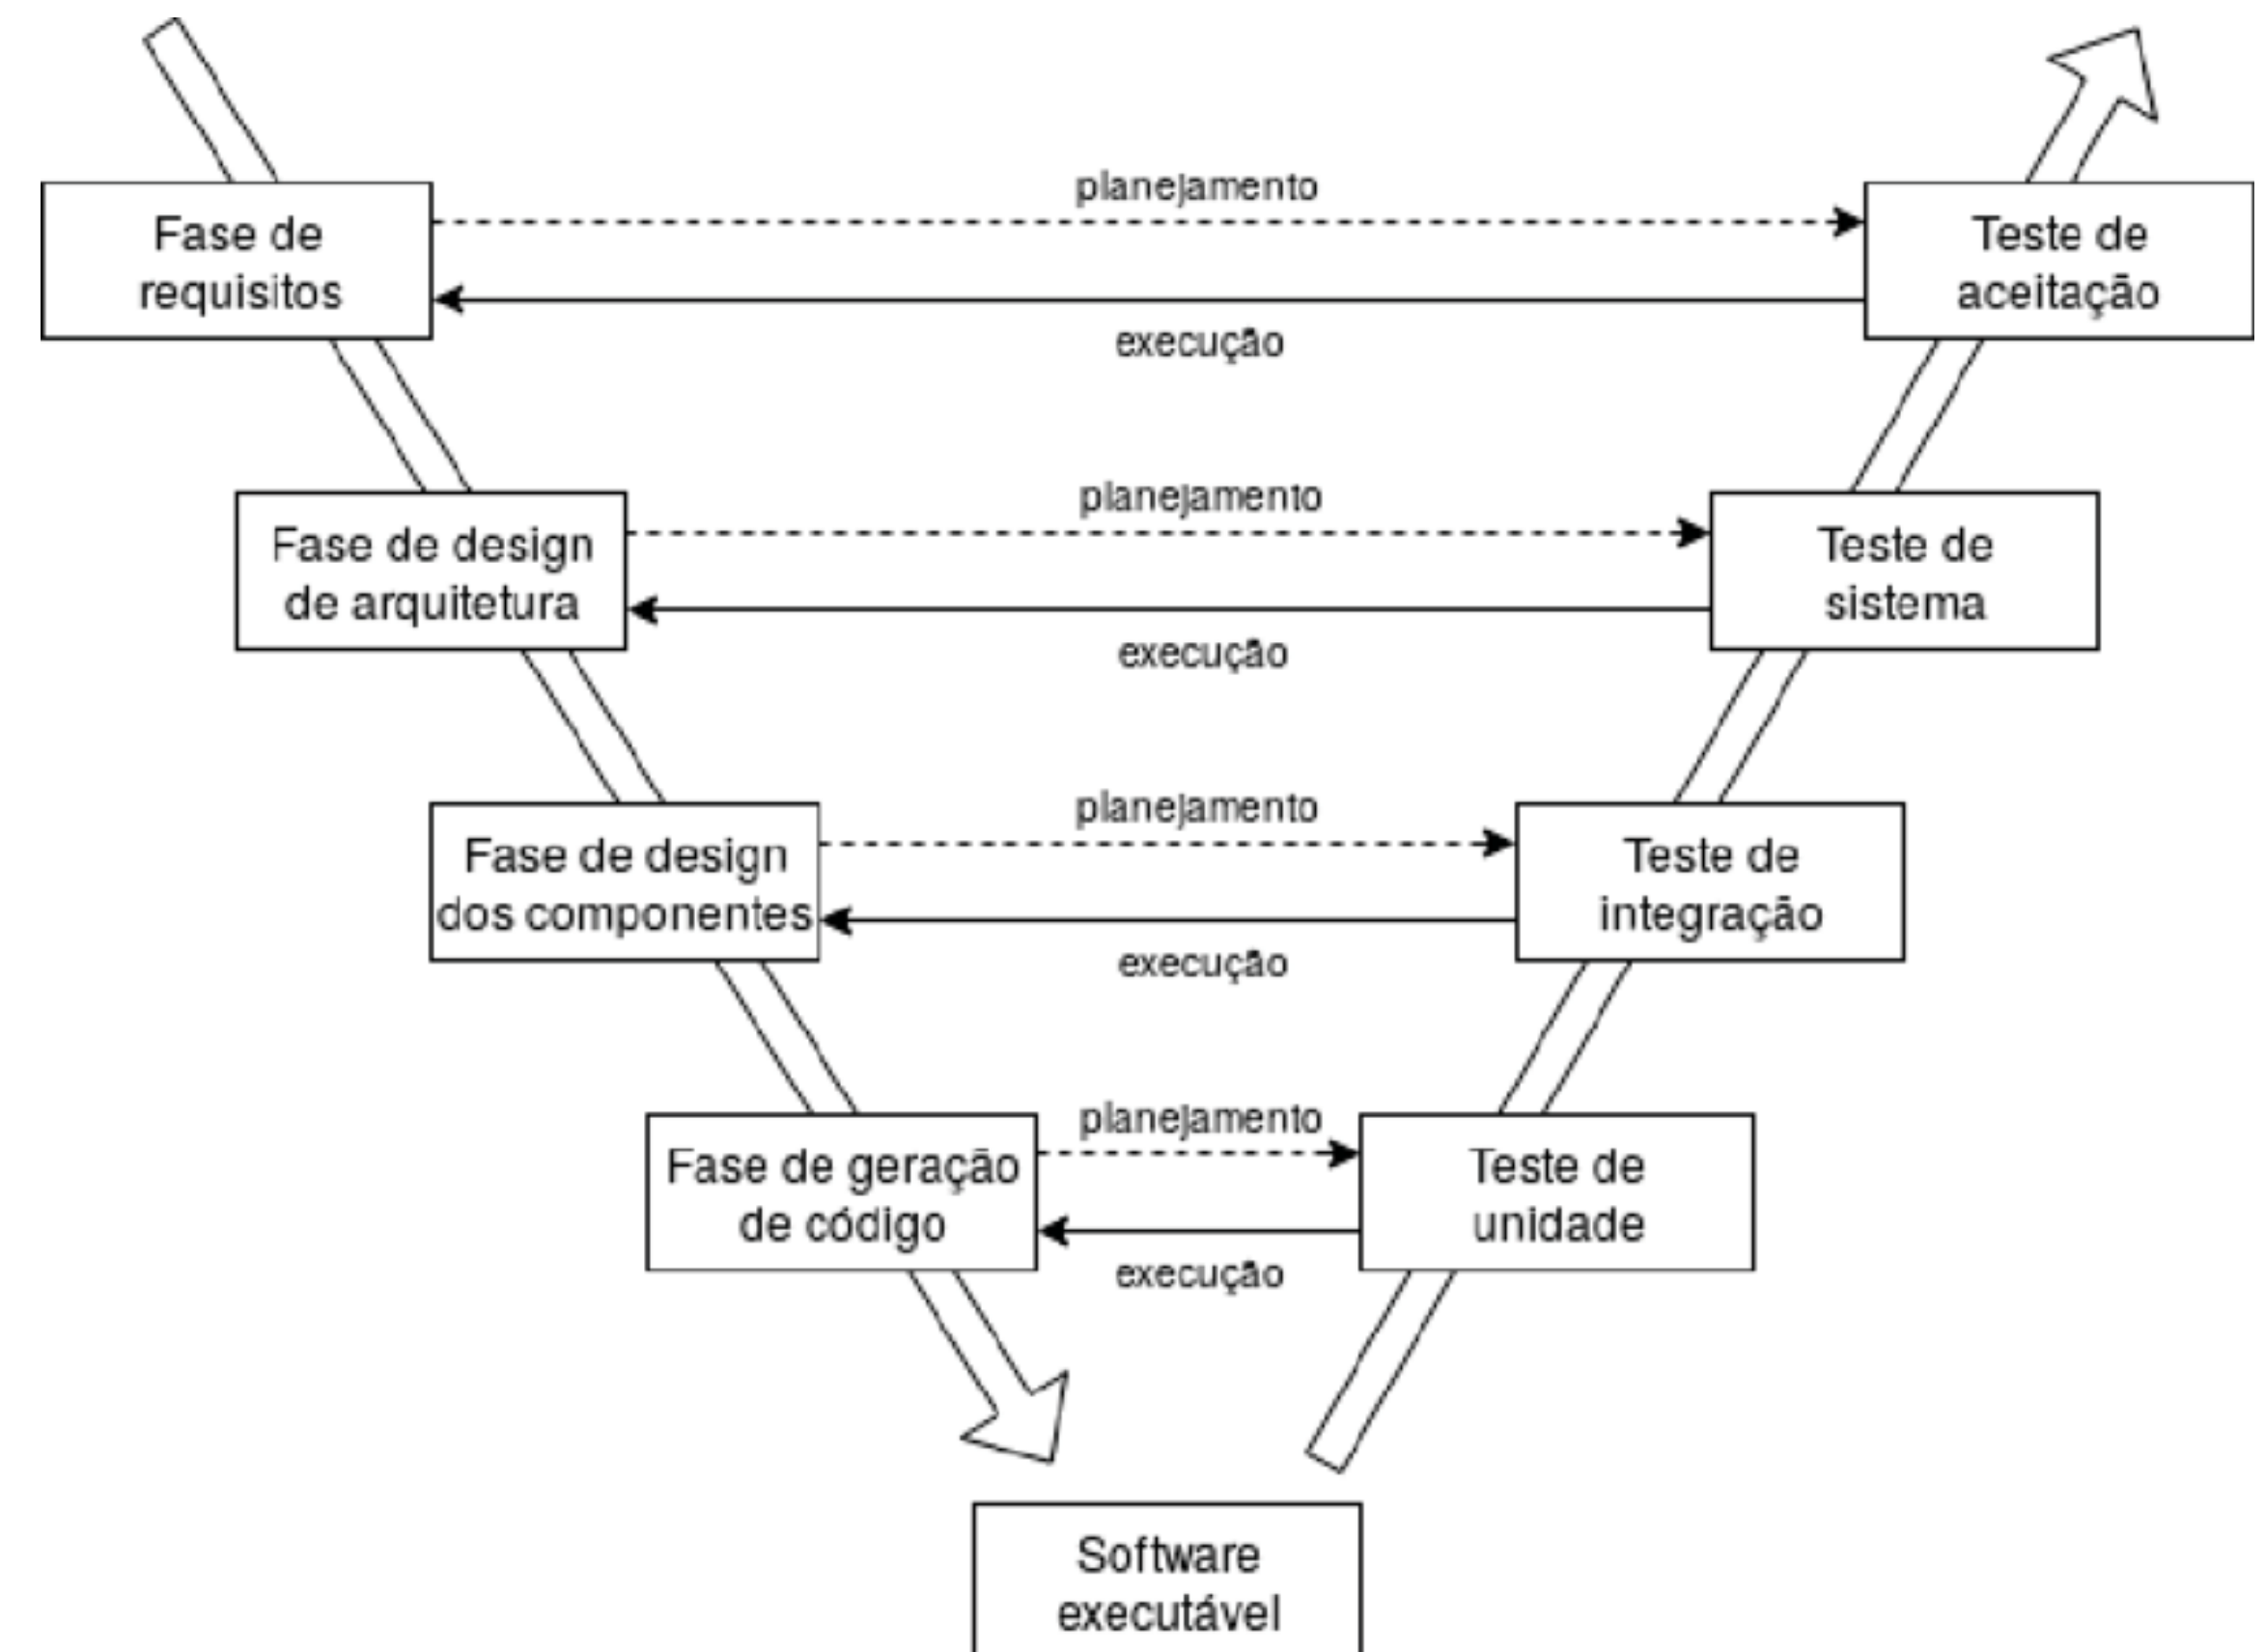 planejamento
Fase de
requisitos
Teste de
aceitação
execução
planejamento
Fase de design
de arquitetura
Teste de
sistema
execução
planejamento
Fase de design
dos componentes
Teste de
integração
execução
planejamento
Fase de geração
de código
Teste de
unidade
execução
Software
executável